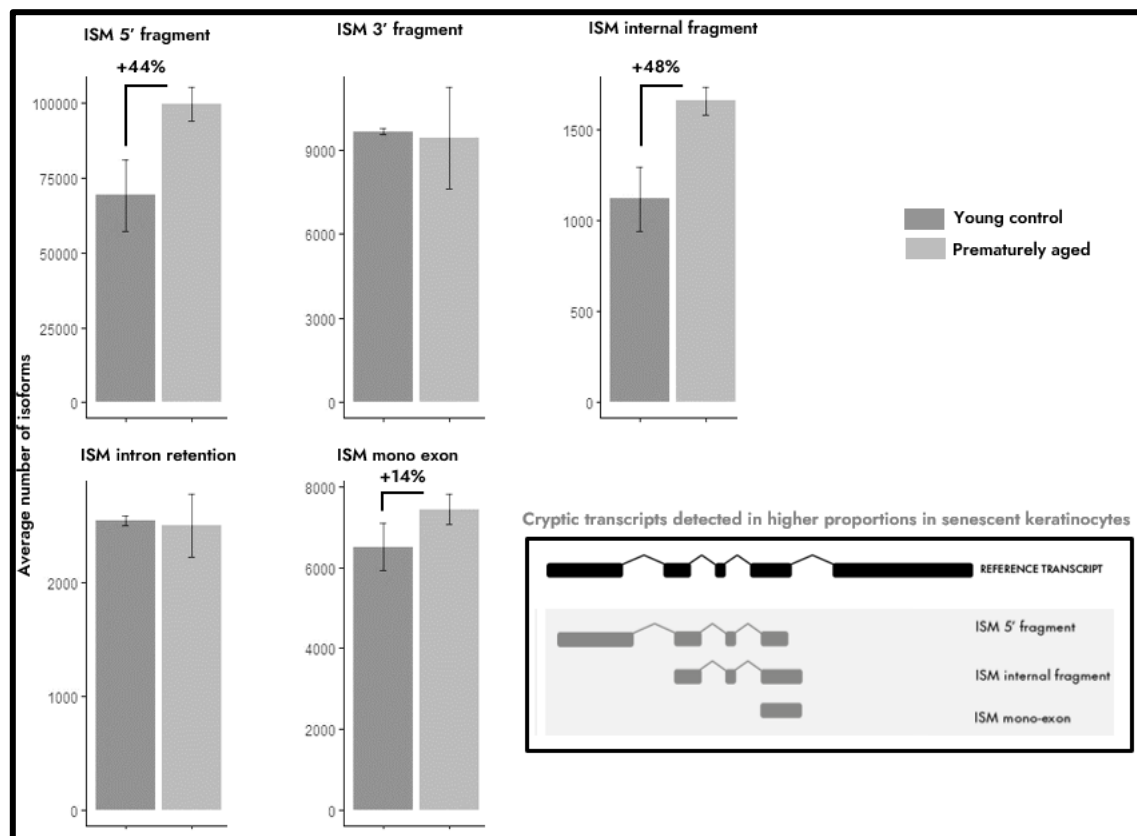 ISM 5' fragment
+44%
100000
75000
50000
25000
0
ISM 3' fragment
9000
6000
3000
0
ISM internal fragment
+48%
1500
1000
500
0
Young control
Prematurely aged
Average number of isoforms
ISM intron retention
2000
1000
0
ISM mono exon
+14%
8000
6000
4000
2000
0
Cryptic transcripts detected in higher proportions in senescent keratinocytes
REFERENCE TRANSCRIPT
ISM 5' fragment
ISM internal fragment
ISM mono-exon